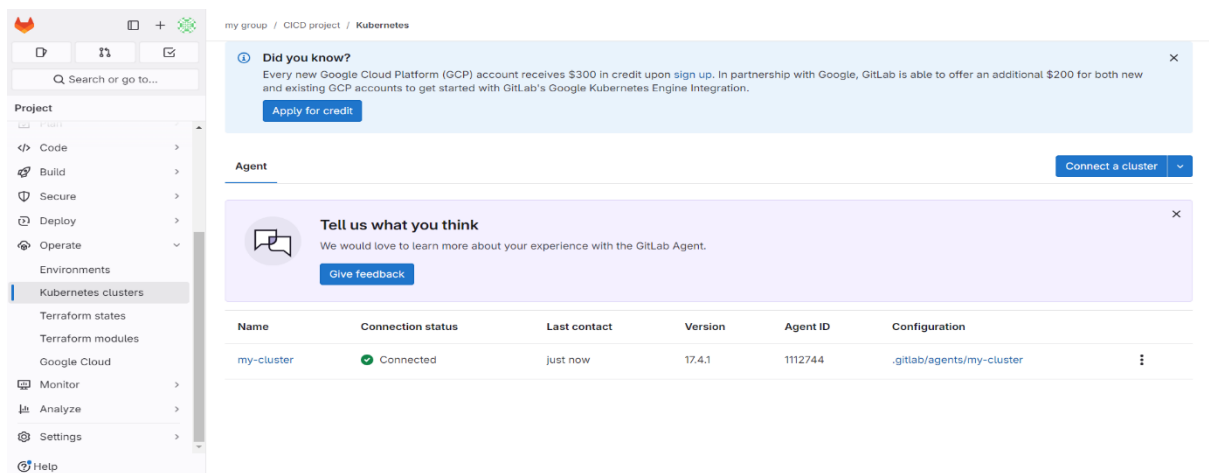 my group / CICD project / Kubernetes
Search or go to...
Project
Code
Build
Secure
Deploy
Operate
Environments
Kubernetes clusters
Terraform states
Terraform modules
Google Cloud
Monitor
Analyze
Settings
Help
Did you know?
Every new Google Cloud Platform (GCP) account receives $300 in credit upon sign up. In partnership with Google, GitLab is able to offer an additional $200 for both new
and existing GCP accounts to get started with GitLab's Google Kubernetes Engine Integration.
Apply for credit
Agent
Connect a cluster
Tell us what you think
We would love to learn more about your experience with the GitLab Agent.
Give feedback
Name Connection status Last contact Version Agent ID Configuration
my-cluster Connected just now 17.4.1 1112744 .gitlab/agents/my-cluster